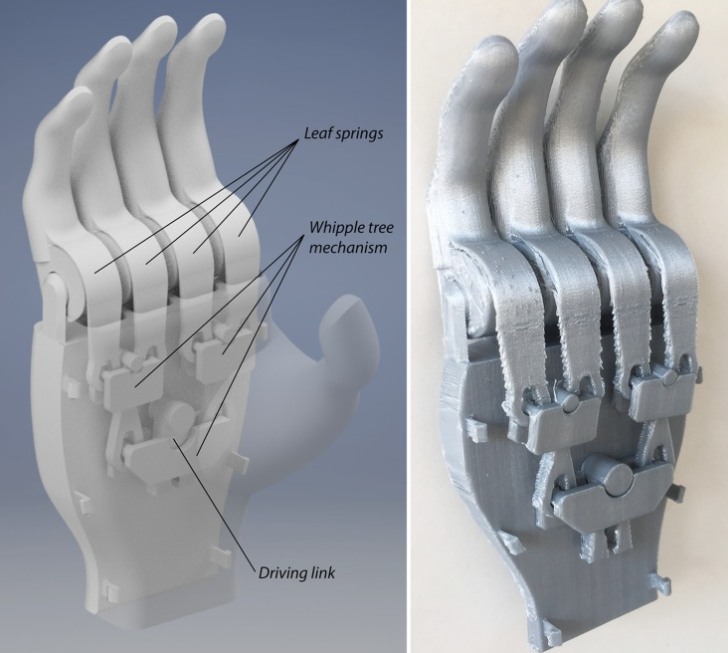 Leaf springs
Whipple tree
mechanism
Driving link